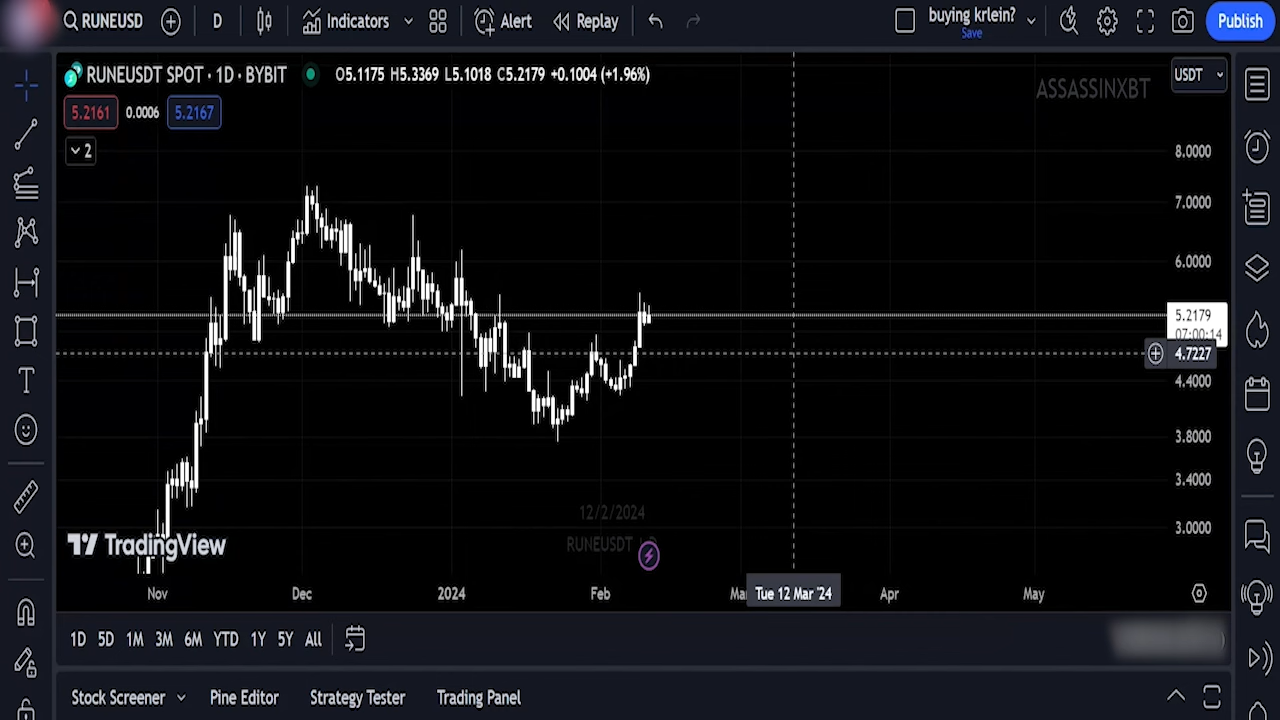 RUNEUSD
D
Indicators
Alert
Replay
buying krlein?
Save
Publish
RUNEUSDT SPOT · 1D · BYBIT
O5.1175 H5.3369 L5.1018 C5.2179 +0.1004 (+1.96%)
ASSASSINXBT
USDT
5.2161
0.0006
5.2167
2
8.0000
7.0000
6.0000
5.2179
07:00:14
4.7227
4.4000
3.8000
3.4000
3.0000
12/2/2024
RUNEUSDT
TradingView
Nov
Dec
2024
Feb
Tue 12 Mar '24
Apr
May
1D 5D 1M 3M 6M YTD 1Y 5Y All
Stock Screener
Pine Editor
Strategy Tester
Trading Panel